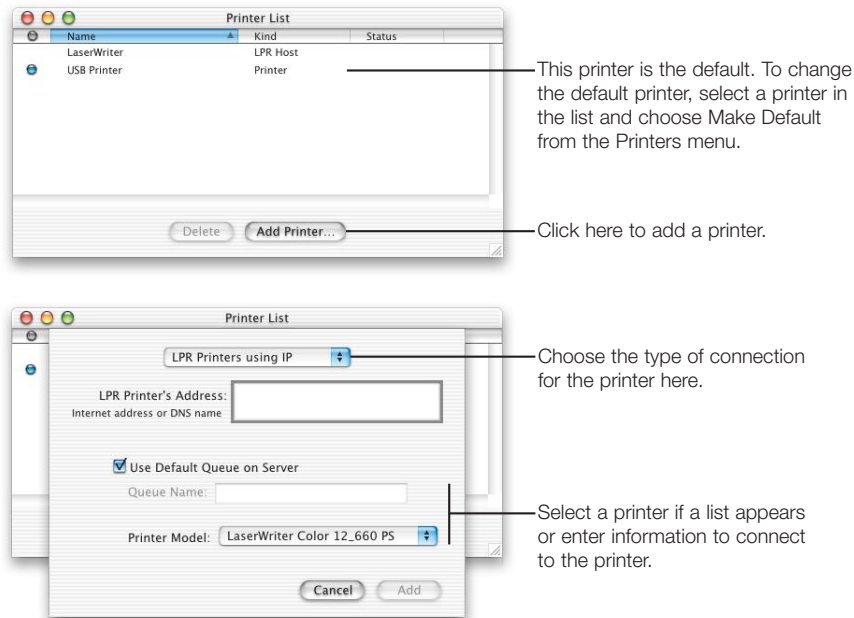 Printer List
Name Kind Status
LaserWriter LPR Host
USB Printer Printer
This printer is the default. To change
the default printer, select a printer in
the list and choose Make Default
from the Printers menu.
Delete Add Printer...
Click here to add a printer.
Printer List
LPR Printers using IP
Choose the type of connection
for the printer here.
LPR Printer's Address:
Internet address or DNS name
Use Default Queue on Server
Queue Name:
Select a printer if a list appears
or enter information to connect
to the printer.
Printer Model: LaserWriter Color 12_660 PS
Cancel Add